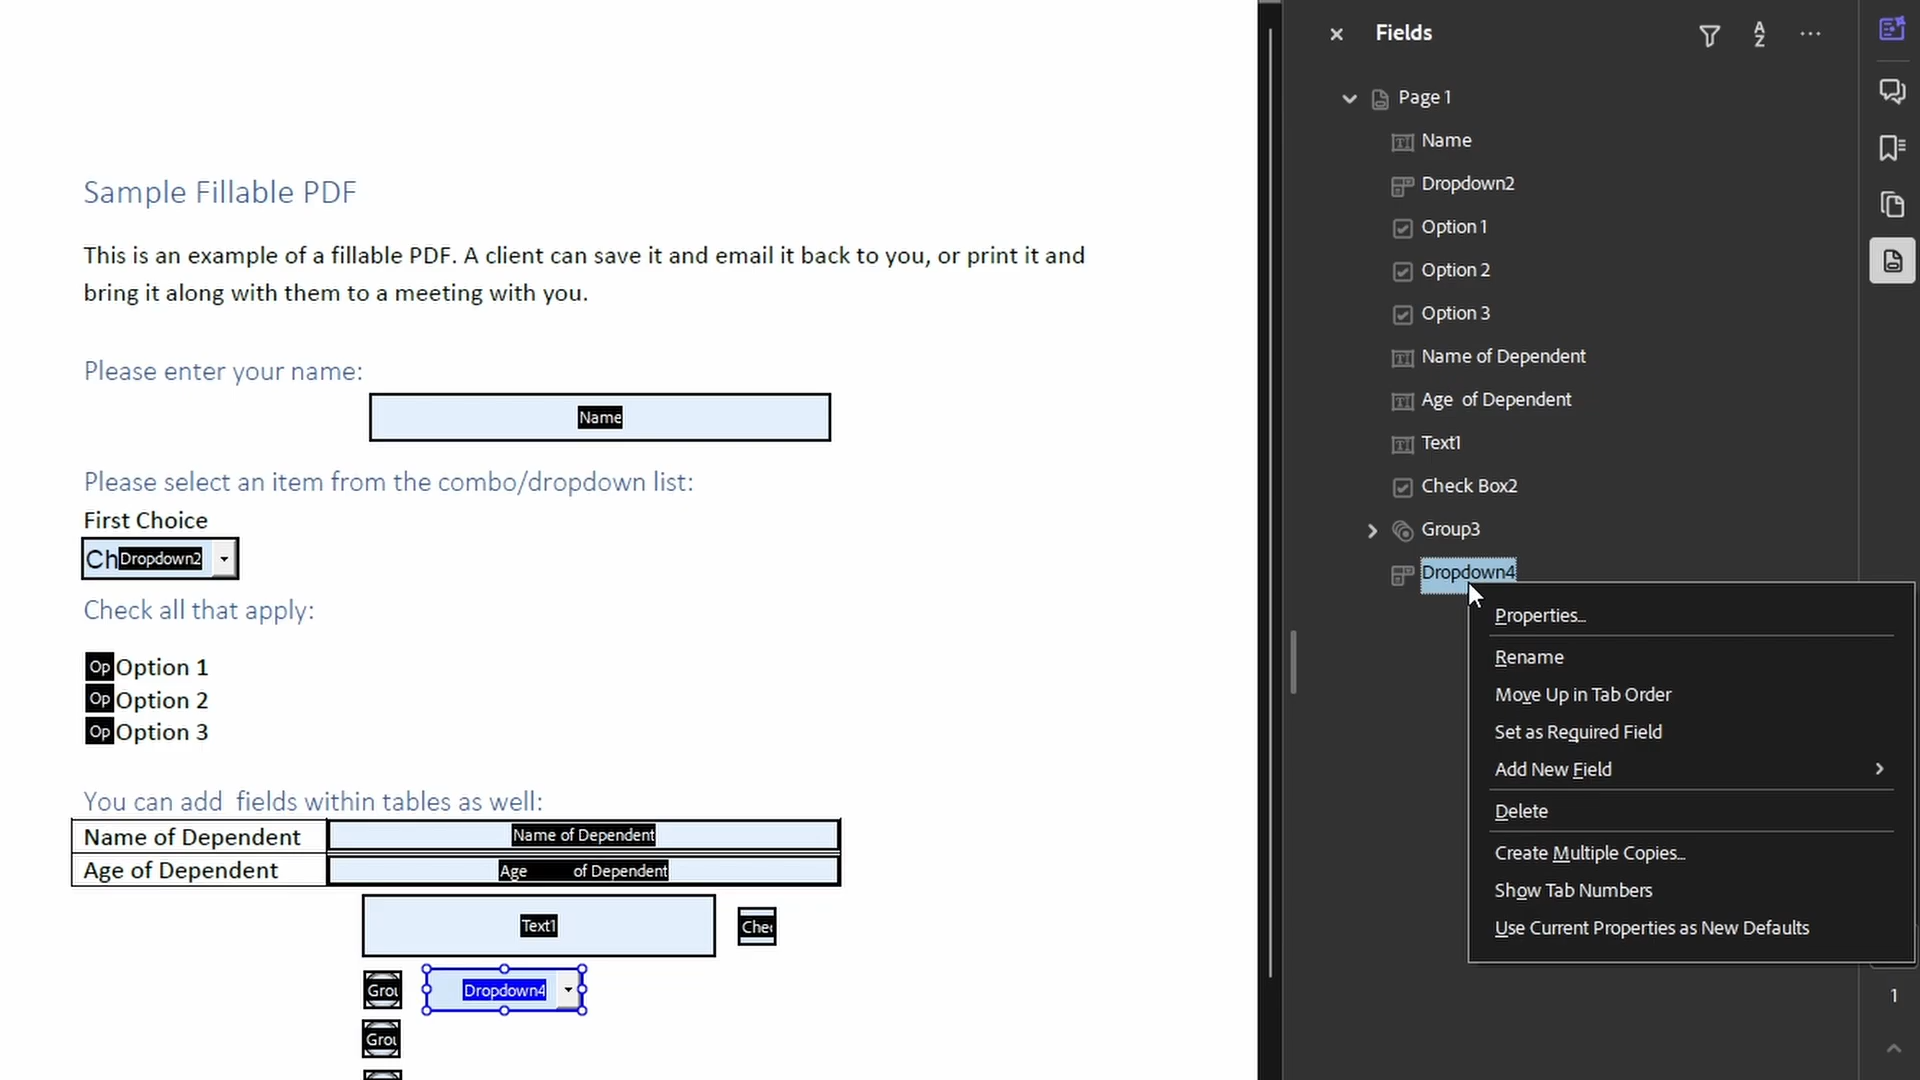 Sample Fillable PDF
This is an example of a fillable PDF. A client can save it and email it back to you, or print it and
bring it along with them to a meeting with you.
Please enter your name:
Name
Please select an item from the combo/dropdown list:
First Choice
Ch Dropdown2
Check all that apply:
Op Option 1
Op Option 2
Op Option 3
You can add fields within tables as well:
Name of Dependent Name of Dependent
Age of Dependent Age of Dependent
Text1 Chec
Grou Dropdown4
Grou
Fields
Page 1
Name
Dropdown2
Option 1
Option 2
Option 3
Name of Dependent
Age of Dependent
Text1
Check Box2
Group3
Dropdown4
Properties...
Rename
Move Up in Tab Order
Set as Required Field
Add New Field
Delete
Create Multiple Copies...
Show Tab Numbers
Use Current Properties as New Defaults
1